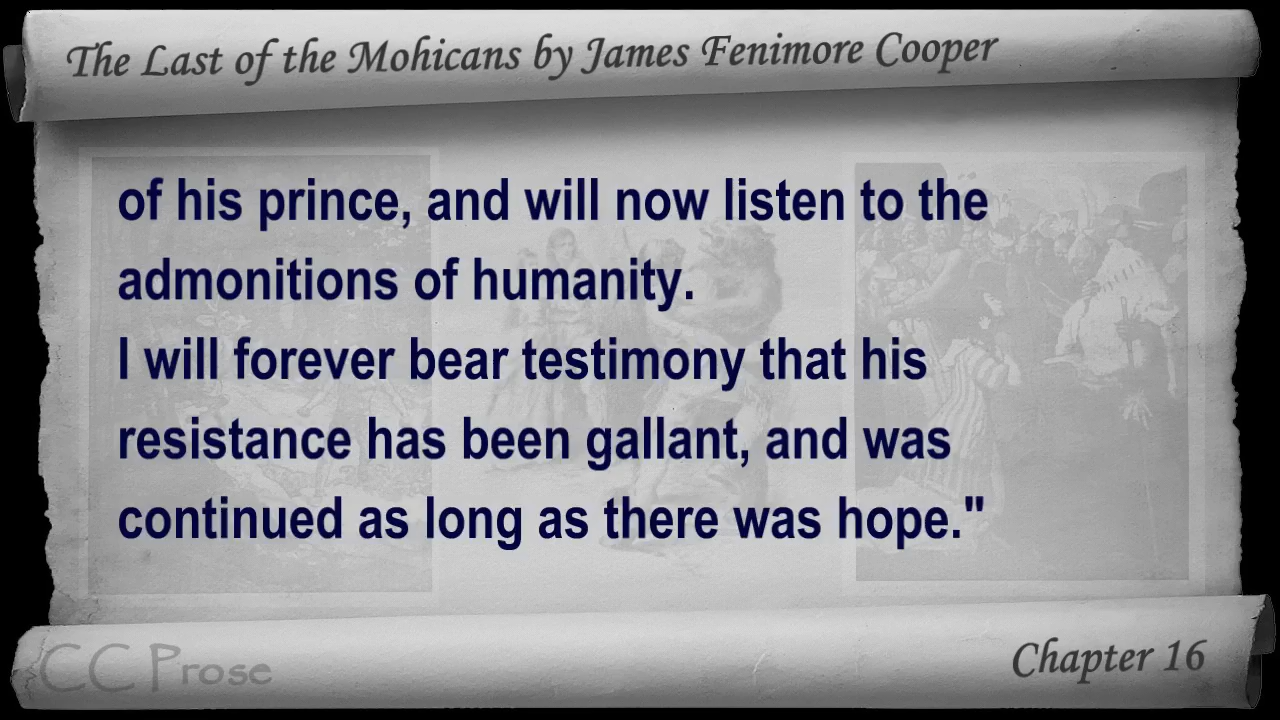 The Last of the Mohicans by James Fenimore Cooper
of his prince, and will now listen to the
admonitions of humanity.
I will forever bear testimony that his
resistance has been gallant, and was
continued as long as there was hope."
CC Prose
Chapter 16